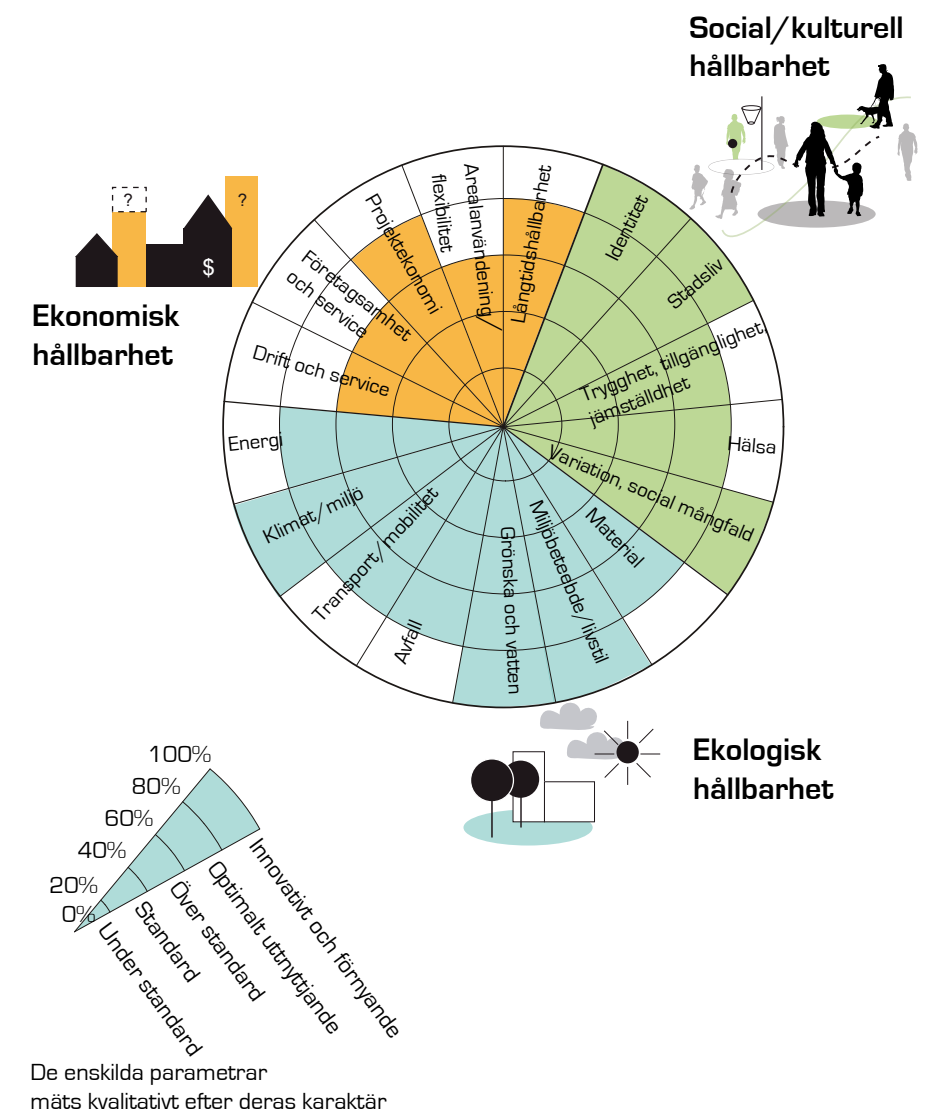 Social/kulturell
hållbarhet
?
?
$
Ekonomisk
hållbarhet
Långtidshållbarhet
Identitet
Stadsliv
Trygghet, tillgänglighet,
jämställdhet
Hälsa
Variation, social mångfald
Material
Miljöbeteebde/livstil
Grönska och vatten
Avfall
Transport/mobilitet
Klimat/miljö
Energi
Drift och service
Företagsamhet
och service
Projektekonomi
Arealanvändening/
flexibilitet
Ekologisk
hållbarhet
100%
80%
60%
40%
20%
0%
Under standard
Standard
Över standard
Optimalt uttnyttjande
Innovativt och förnyande
De enskilda parametrar
mäts kvalitativt efter deras karaktär